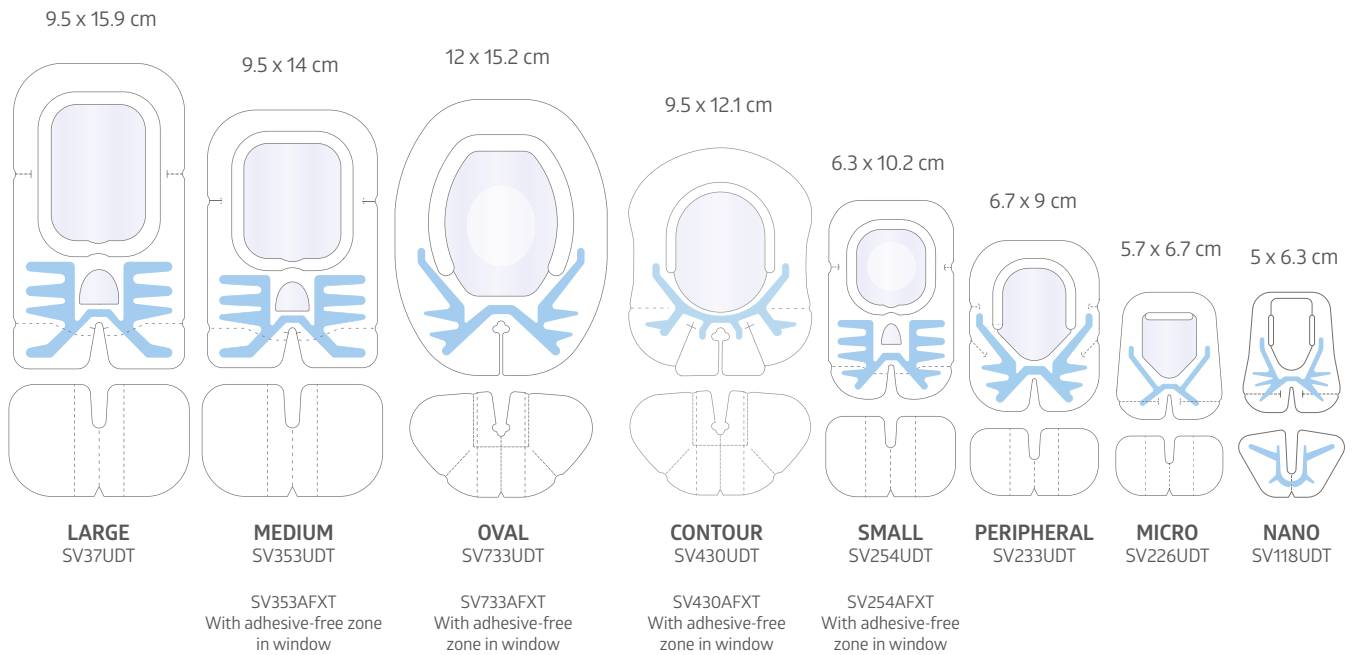 9.5 x 15.9 cm
9.5 x 14 cm
12 x 15.2 cm
9.5 x 12.1 cm
6.3 x 10.2 cm
6.7 x 9 cm
5.7 x 6.7 cm
5 x 6.3 cm
LARGE
SV37UDT
MEDIUM
SV353UDT
SV353AFXT
With adhesive-free zone
in window
OVAL
SV733UDT
SV733AFXT
With adhesive-free
zone in window
CONTOUR
SV430UDT
SV430AFXT
With adhesive-free
zone in window
SMALL
SV254UDT
SV254AFXT
With adhesive-free
zone in window
PERIPHERAL
SV233UDT
MICRO
SV226UDT
NANO
SV118UDT